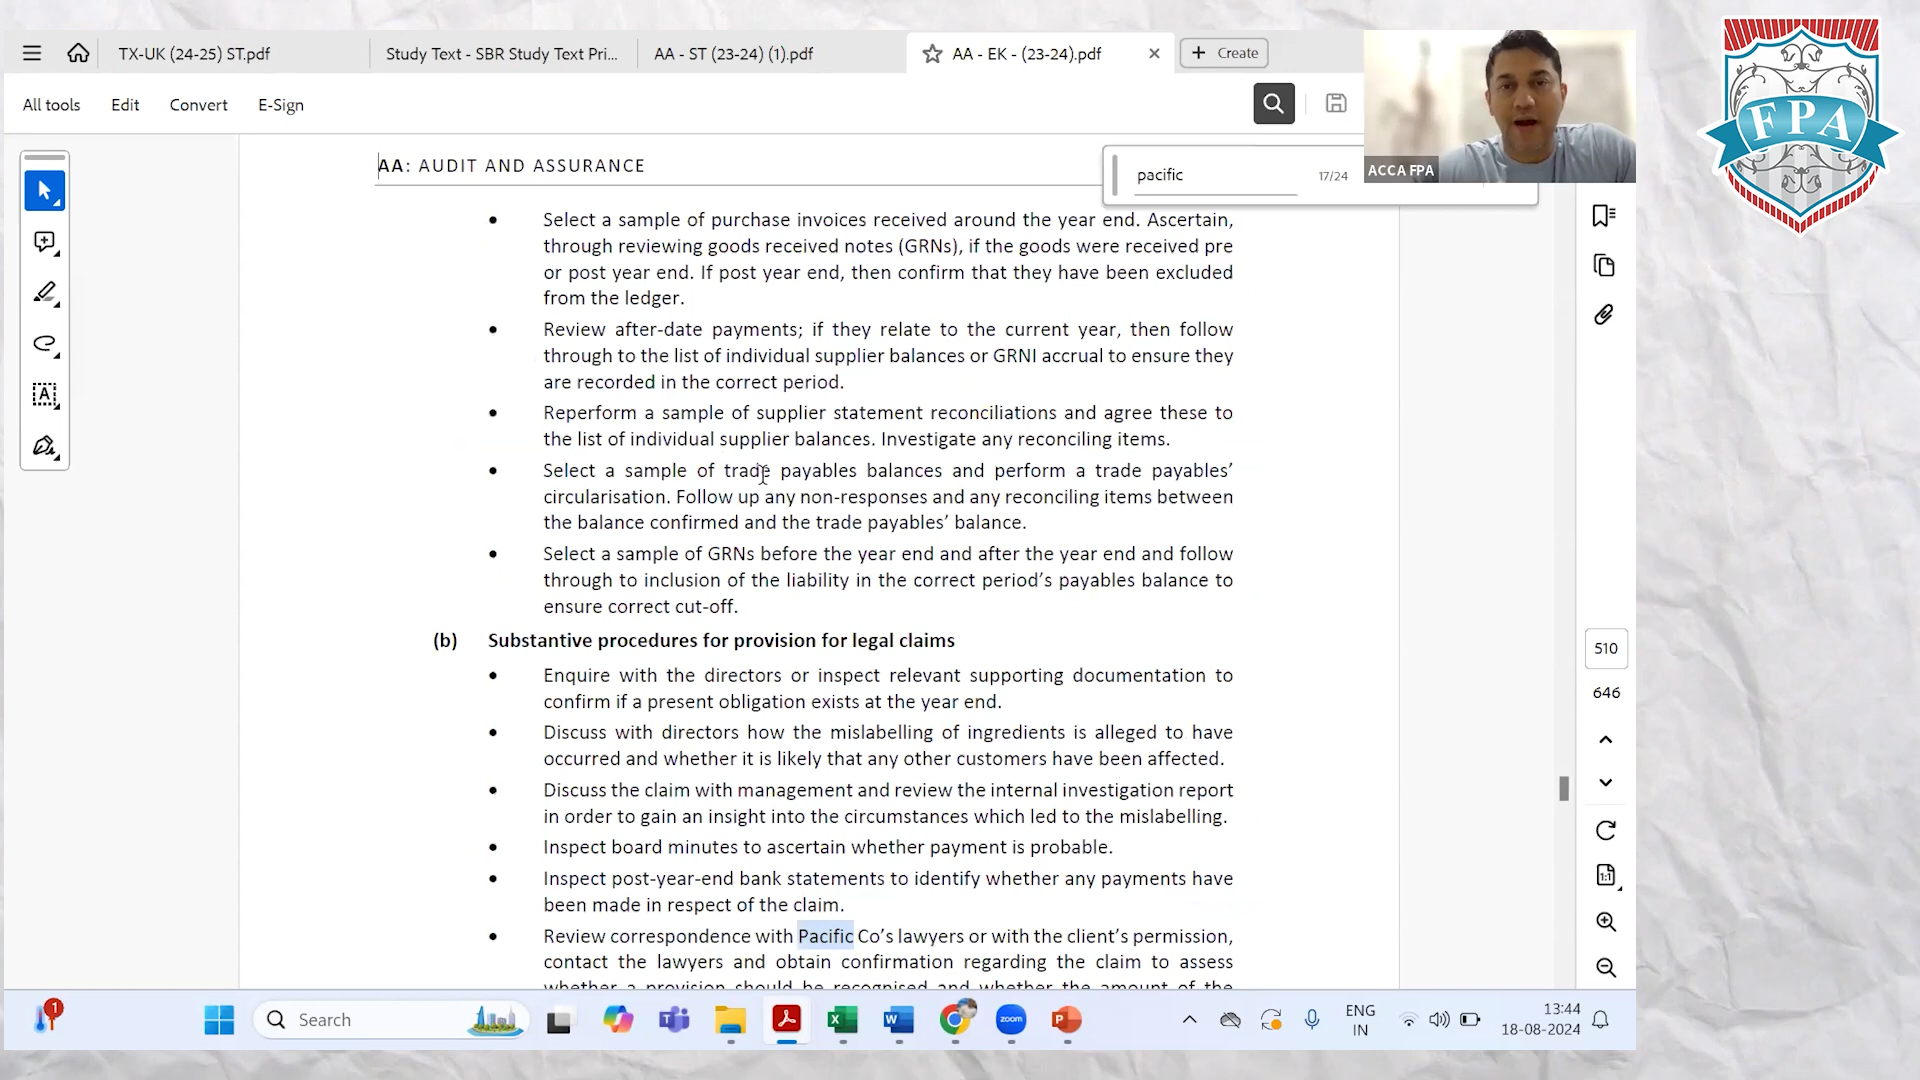 TX-UK (24-25) ST.pdf
Study Text - SBR Study Text Pri...
AA - ST (23-24) (1).pdf
AA - EK - (23-24).pdf
Create
All tools
Edit
Convert
E-Sign
pacific
17/24
ACCA FPA
FPA
AA: AUDIT AND ASSURANCE
• Select a sample of purchase invoices received around the year end. Ascertain,
through reviewing goods received notes (GRNs), if the goods were received pre
or post year end. If post year end, then confirm that they have been excluded
from the ledger.
• Review after-date payments; if they relate to the current year, then follow
through to the list of individual supplier balances or GRNI accrual to ensure they
are recorded in the correct period.
• Reperform a sample of supplier statement reconciliations and agree these to
the list of individual supplier balances. Investigate any reconciling items.
• Select a sample of trade payables balances and perform a trade payables’
circularisation. Follow up any non-responses and any reconciling items between
the balance confirmed and the trade payables’ balance.
• Select a sample of GRNs before the year end and after the year end and follow
through to inclusion of the liability in the correct period’s payables balance to
ensure correct cut-off.
(b) Substantive procedures for provision for legal claims
• Enquire with the directors or inspect relevant supporting documentation to
confirm if a present obligation exists at the year end.
• Discuss with directors how the mislabelling of ingredients is alleged to have
occurred and whether it is likely that any other customers have been affected.
• Discuss the claim with management and review the internal investigation report
in order to gain an insight into the circumstances which led to the mislabelling.
• Inspect board minutes to ascertain whether payment is probable.
• Inspect post-year-end bank statements to identify whether any payments have
been made in respect of the claim.
• Review correspondence with Pacific Co’s lawyers or with the client’s permission,
contact the lawyers and obtain confirmation regarding the claim to assess
whether a provision should be recognised and whether the amount of the
510
646
1:1
1
Search
zoom
ENG
IN
13:44
18-08-2024